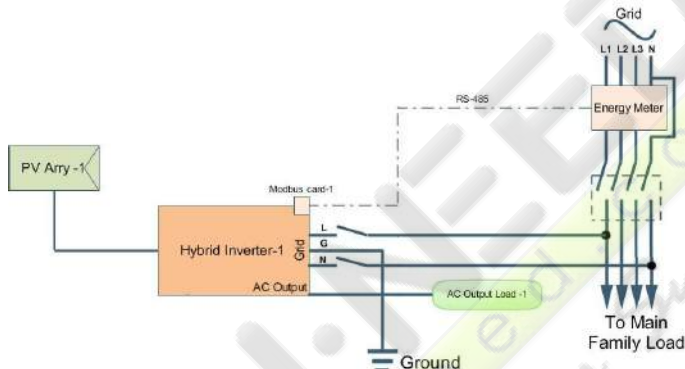 Grid
L1 L2 L3 N
RS-485
Energy Meter
PV Arry -1
Modbus card-1
Hybrid Inverter-1
Grid
L
G
N
AC Output
AC Output Load -1
To Main
Family Load
Ground